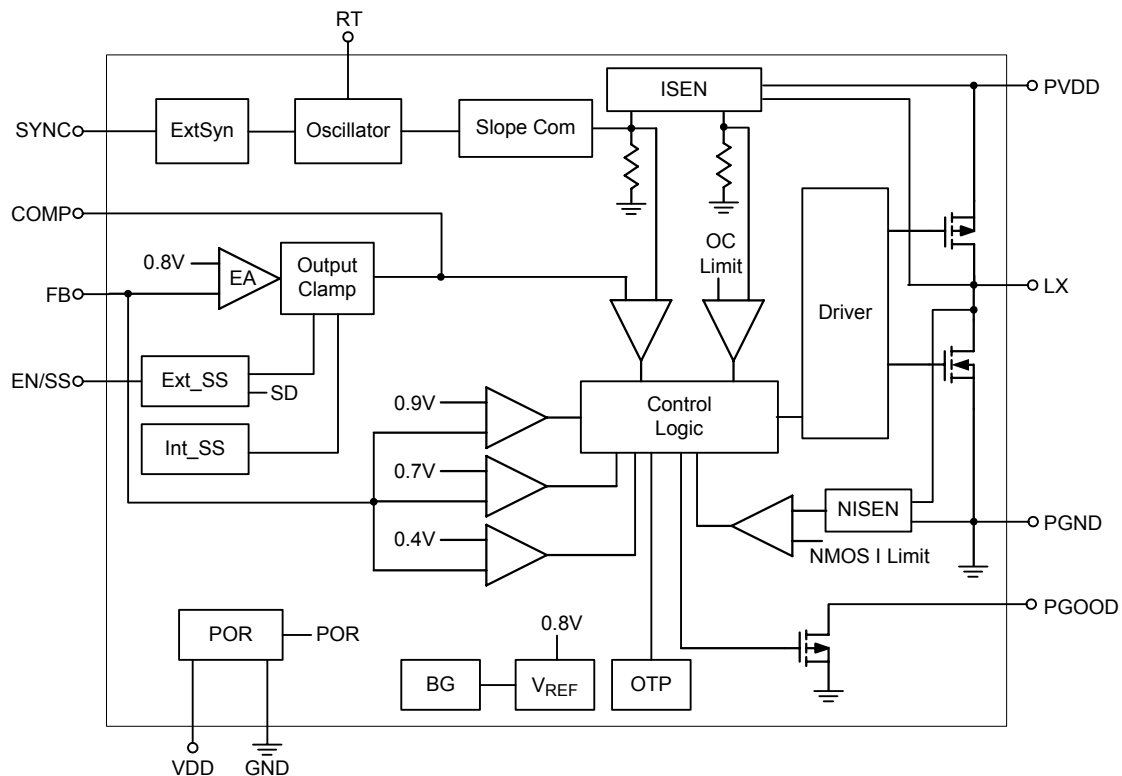 RT
ISEN
PVDD
SYNC
ExtSyn
Oscillator
Slope Com
COMP
OC
Limit
0.8V
EA
Output
Clamp
FB
LX
Driver
EN/SS
Ext_SS
SD
Control
Logic
0.9V
Int_SS
0.7V
NISEN
PGND
0.4V
NMOS I Limit
PGOOD
POR
POR
0.8V
BG
VREF
OTP
VDD
GND